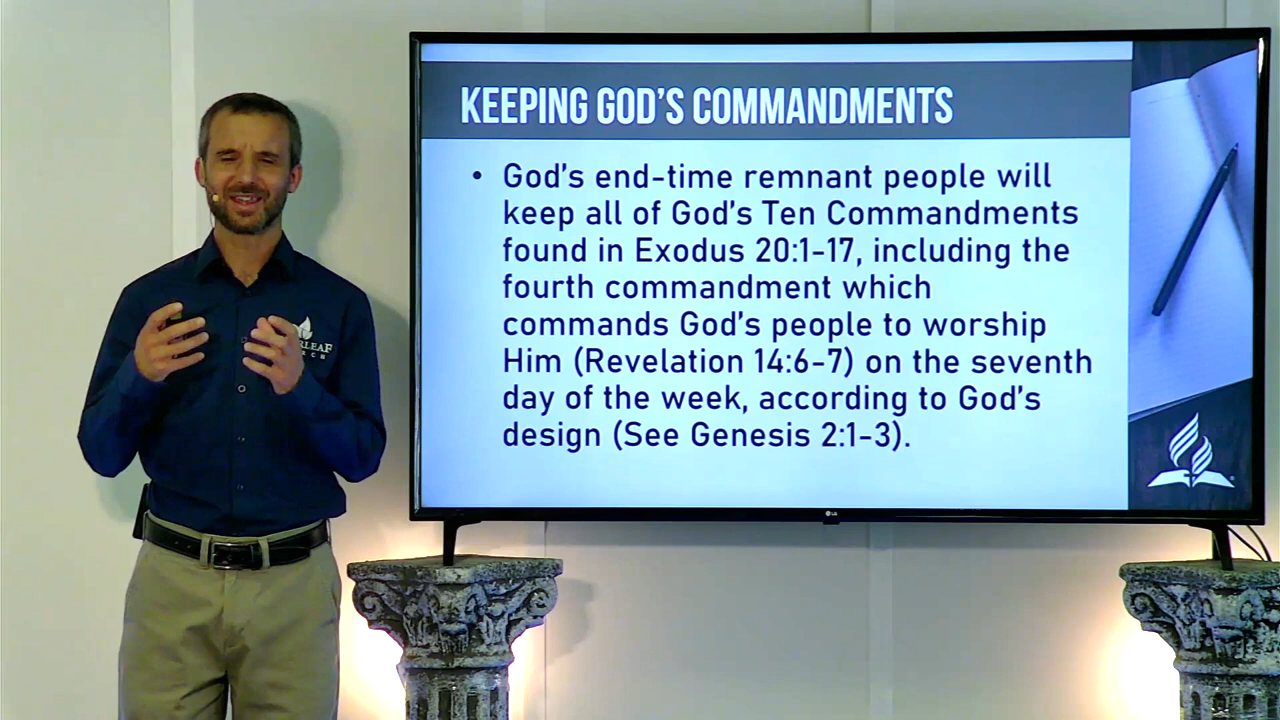 KEEPING GOD'S COMMANDMENTS
• God's end-time remnant people will
keep all of God's Ten Commandments
found in Exodus 20:1-17, including the
fourth commandment which
commands God's people to worship
Him (Revelation 14:6-7) on the seventh
day of the week, according to God's
design (See Genesis 2:1-3).
LG